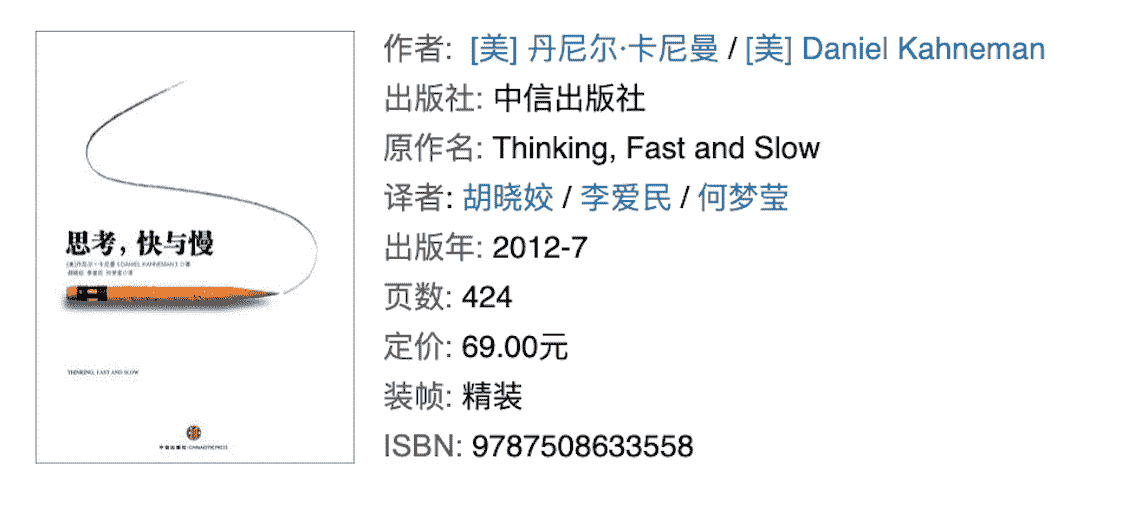 思考，快与慢
[美]丹尼尔·卡尼曼（DANIEL KAHNEMAN）◎著
胡晓姣 李爱民 何梦莹◎译
THINKING, FAST AND SLOW
中信出版社·CHINACITICPRESS
作者: [美] 丹尼尔·卡尼曼 / [美] Daniel Kahneman
出版社: 中信出版社
原作名: Thinking, Fast and Slow
译者: 胡晓姣 / 李爱民 / 何梦莹
出版年: 2012-7
页数: 424
定价: 69.00元
装帧: 精装
ISBN: 9787508633558